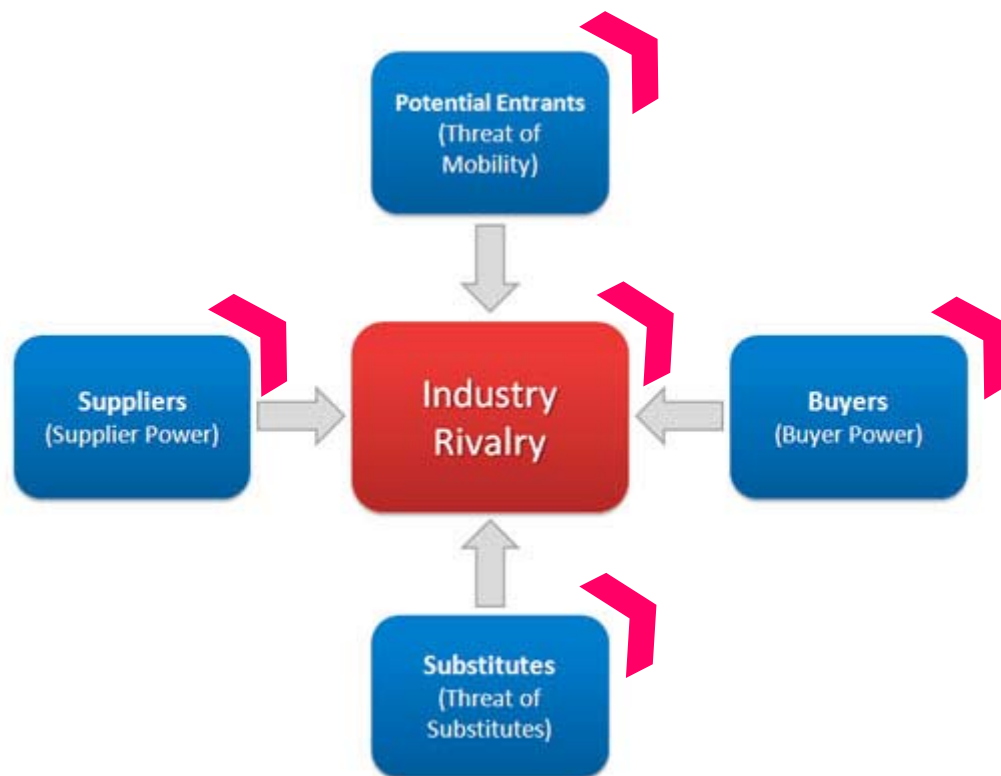 Potential Entrants
(Threat of
Mobility)
Suppliers
(Supplier Power)
Industry
Rivalry
Buyers
(Buyer Power)
Substitutes
(Threat of
Substitutes)